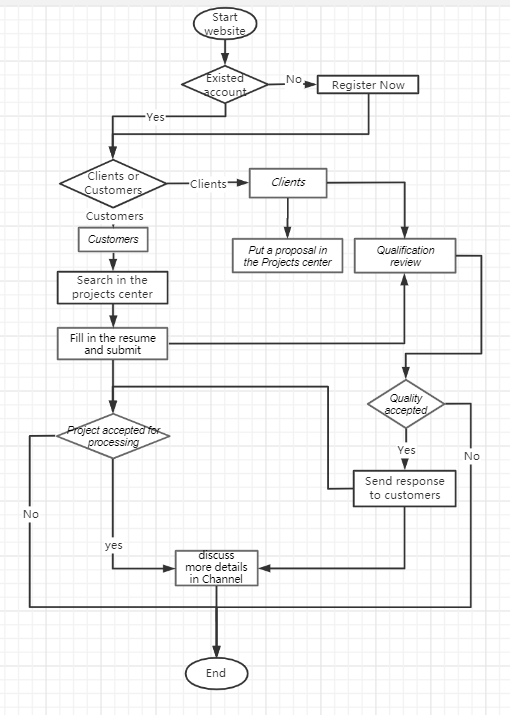 Start
website
Existed
account
No
Register Now
Yes
Clients or
Customers
Clients
Clients
Customers
Customers
Put a proposal in
the Projects center
Qualification
review
Search in the
projects center
Fill in the resume
and submit
Quality
accepted
Project accepted for
processing
Yes
No
Send response
to customers
No
yes
discuss
more details
in Channel
End